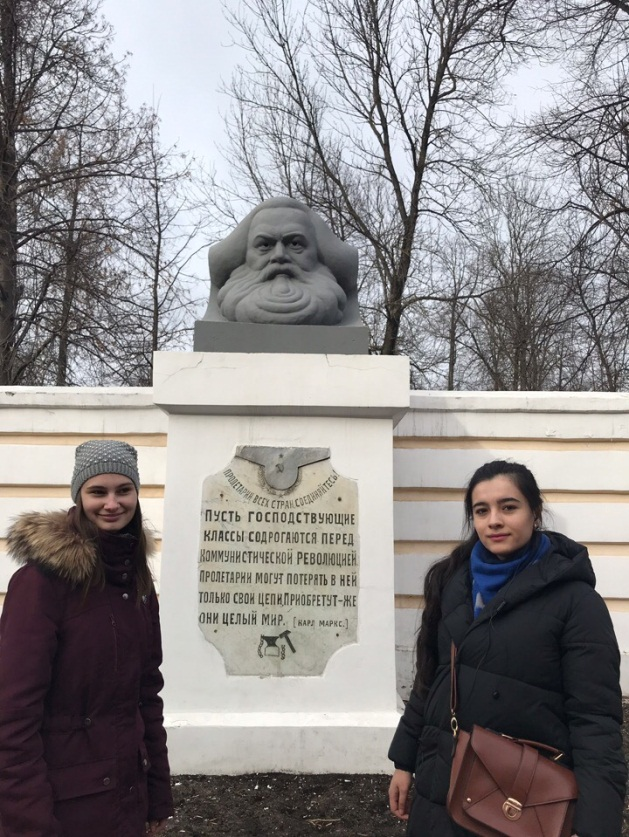 ПРОЛЕТАРИИ ВСЕХ СТРАН, СОЕДИНЯЙТЕСЬ
ПУСТЬ ГОСПОДСТВУЮЩИЕ
КЛАССЫ СОДРОГАЮТСЯ ПЕРЕД
КОММУНИСТИЧЕСКОЙ РЕВОЛЮЦИЕЙ
ПРОЛЕТАРИИ МОГУТ ПОТЕРЯТЬ В НЕЙ
ТОЛЬКО СВОИ ЦЕПИ, ПРИОБРЕТУТ-ЖЕ
ОНИ ЦЕЛЫЙ МИР. [КАРЛ МАРКС.]